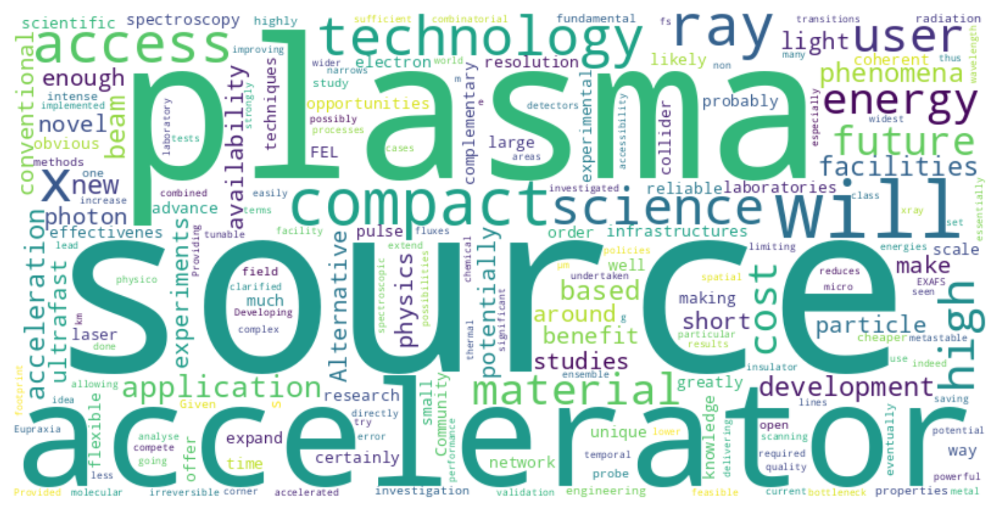 scientific
spectroscopy
highly
sufficient
combinatorial
fundamental
fs
transitions
radiation
access
technology
ray
user
light
many
thus
wavelength
improving
conventional
enough
techniques
wider
electron
world
narrows
resolution
likely
non
coherent
phenomena
intense
implemented
availability
strongly
study
m
complementary
experimental
probably
energy
novel
beam
laboratory
plasma
opportunities
possibly
processes
e
detectors
accessibility
collider
especially
widest
obvious
tests
FEL
cases
large
areas
future
methods
x
one
new
increase
combined
easily
facilities
investigated
reliable
laboratories
class
essentially
photon
advance
terms
compact
science
will
xray
set
effectivenes
tunable
facility
pulse
fluxes
order
infrastructures
acceleration
lead
ultrafast
experiments
Providing
Alternative
extend
chemical
potentially
policies
limiting
energies
scale
physico
field
clarified
much
Developing
complex
spectroscopic
physics
possibilities
μm
well
undertaken
spatial
cost
reduces
micro
make
EXAFS
seen
source
based
making
high
km
laser
done
thermal
significant
around
g
benefit
short
particular
results
particle
cheaper
metastable
studies
insulator
use
indeed
footprint
allowing
application
ensemble
material
greatly
development
idea
Given
s
research
small
Community
lines
saving
Eupraxia
flexible
directly
try
error
knowledge
open
eventually
accelerator
analyse
compete
going
offer
expand
time
certainly
performance
unique
lower
delivering
scanning
potential
less
network
temporal
probe
required
quality
way
powerful
Provided
molecular
irreversible
corner
accelerated
investigation
validation
engineering
feasible
current
bottleneck
properties
metal